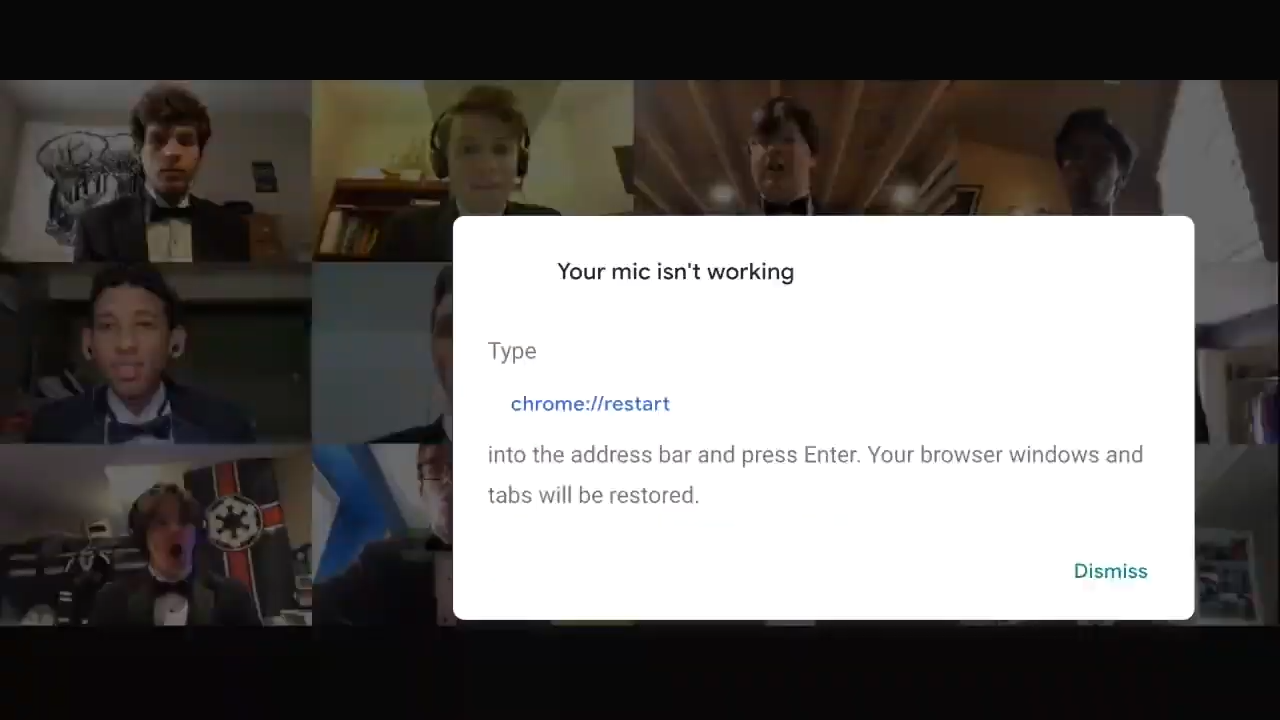 Your mic isn't working
Type
chrome://restart
into the address bar and press Enter. Your browser windows and
tabs will be restored.
Dismiss